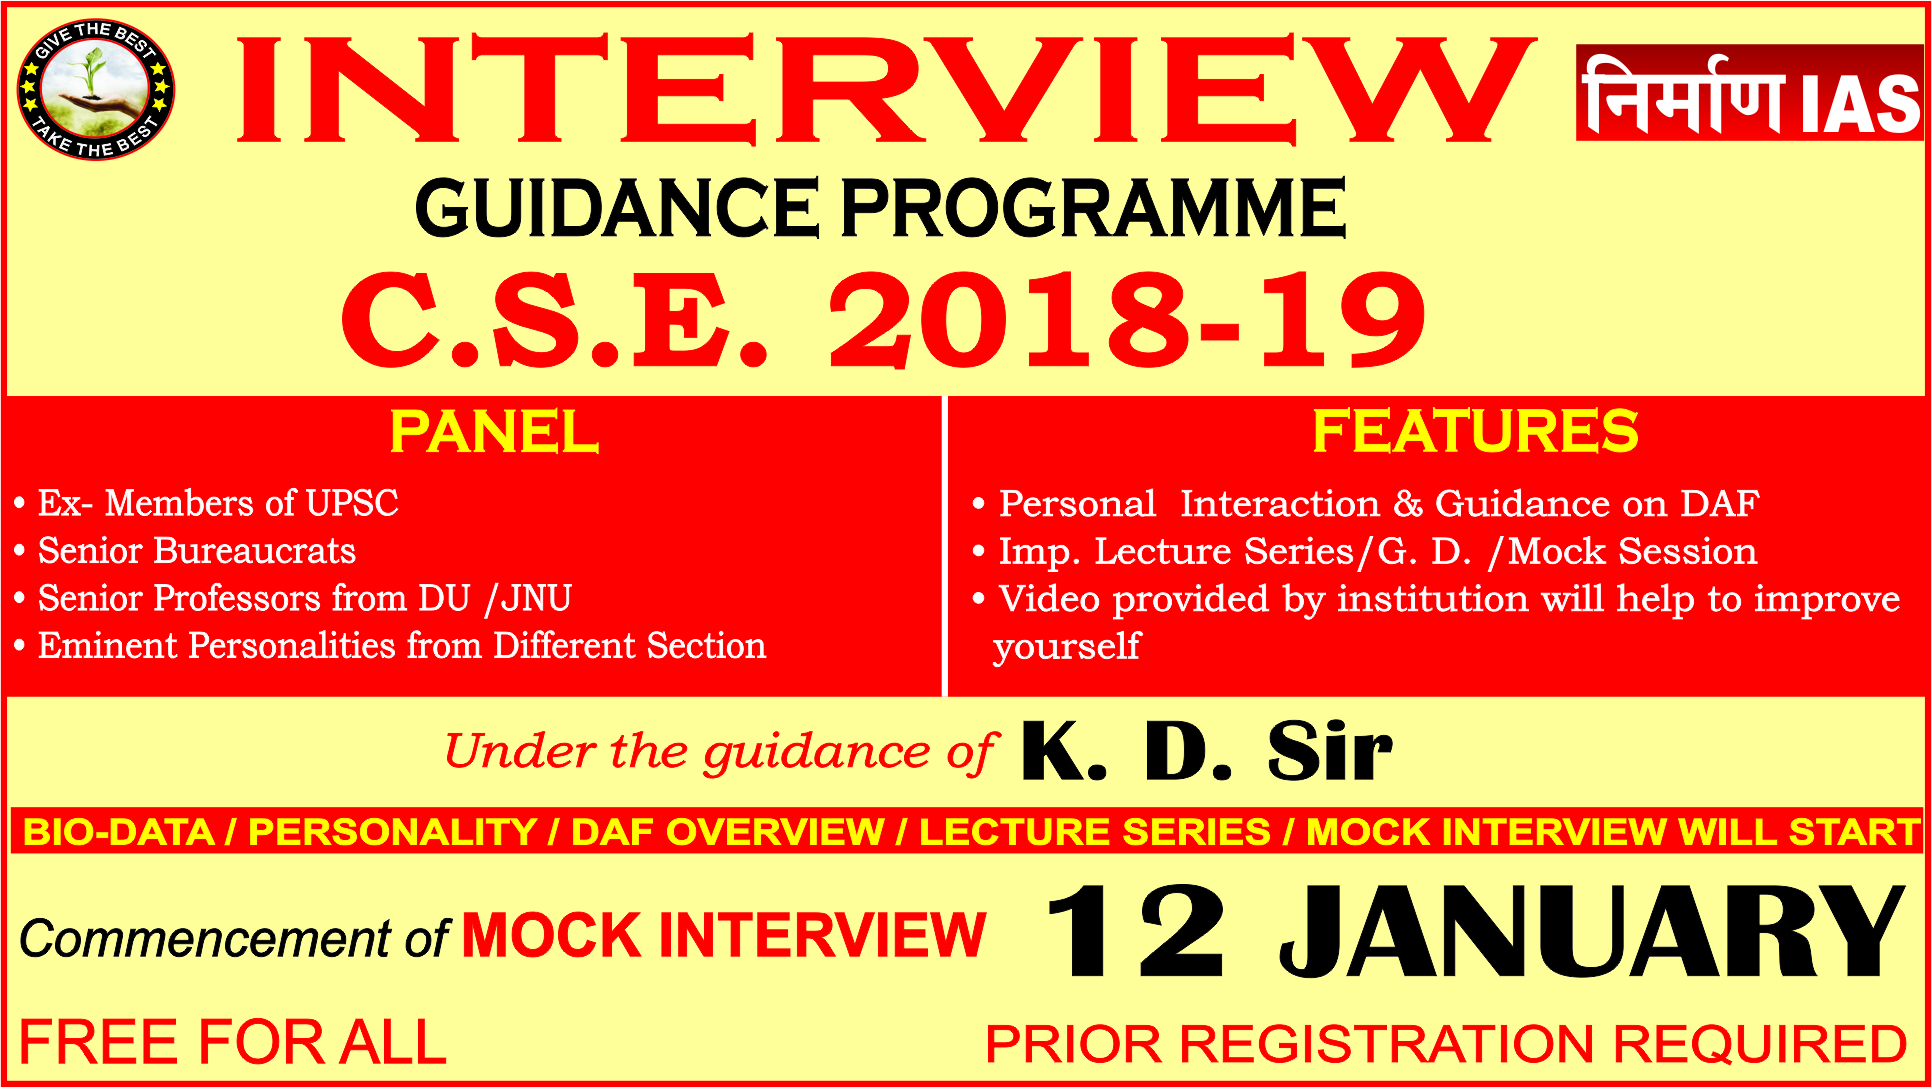 GIVE THE BEST
TAKE THE BEST
INTERVIEW
निर्माण IAS
GUIDANCE PROGRAMME
C.S.E. 2018-19
PANEL
• Ex- Members of UPSC
• Senior Bureaucrats
• Senior Professors from DU /JNU
• Eminent Personalities from Different Section
FEATURES
• Personal  Interaction & Guidance on DAF
• Imp. Lecture Series/G. D. /Mock Session
• Video provided by institution will help to improve
yourself
Under the guidance of K. D. Sir
BIO-DATA / PERSONALITY / DAF OVERVIEW / LECTURE SERIES / MOCK INTERVIEW WILL START
Commencement of MOCK INTERVIEW 12 JANUARY
FREE FOR ALL PRIOR REGISTRATION REQUIRED